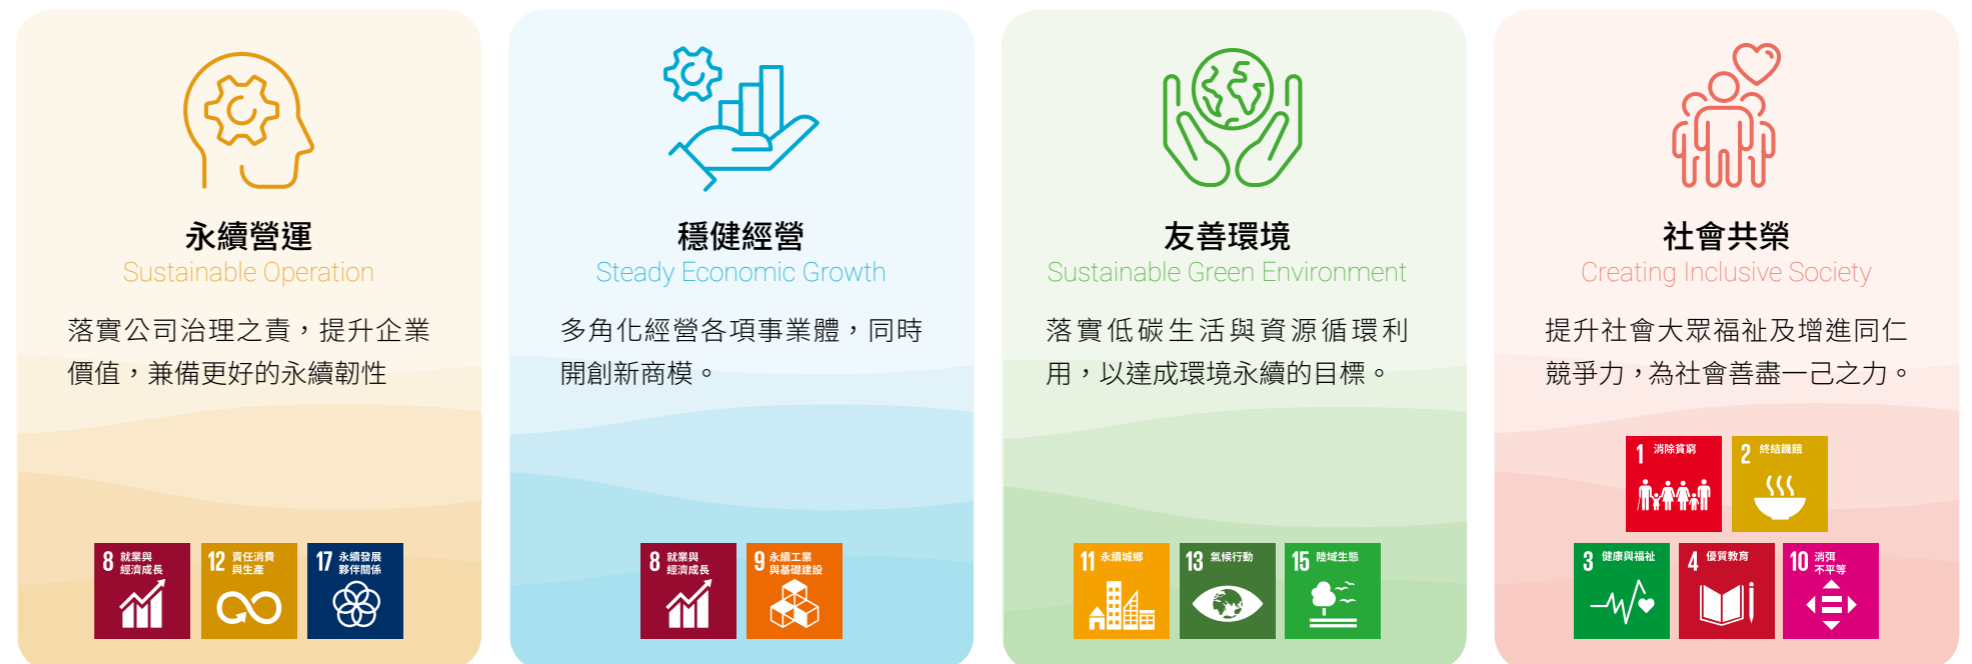 永續營運
Sustainable Operation
落實公司治理之責，提升企業
價值，兼備更好的永續韌性
8 就業與
經濟成長
12 責任消費
與生產
17 永續發展
夥伴關係
穩健經營
Steady Economic Growth
多角化經營各項事業體，同時
開創新商模。
8 就業與
經濟成長
9 永續工業
與基礎建設
友善環境
Sustainable Green Environment
落實低碳生活與資源循環利
用，以達成環境永續的目標。
11 永續城鄉
13 氣候行動
15 陸域生態
社會共榮
Creating Inclusive Society
提升社會大眾福祉及增進同仁
競爭力，為社會善盡一己之力。
1 消除貧窮
2 終結饑餓
3 健康與福祉
4 優質教育
10 消弭
不平等